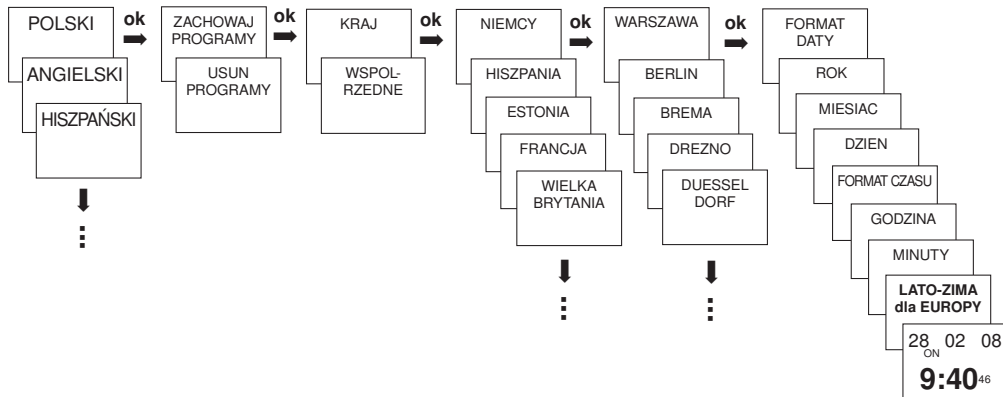 POLSKI
ANGIELSKI
HISZPAŃSKI
ok
ZACHOWAJ
PROGRAMY
USUN
PROGRAMY
ok
KRAJ
WSPOL-
RZEDNE
ok
NIEMCY
HISZPANIA
ESTONIA
FRANCJA
WIELKA
BRYTANIA
ok
WARSZAWA
BERLIN
BREMA
DREZNO
DUESSEL
DORF
ok
FORMAT
DATY
ROK
MIESIAC
DZIEN
FORMAT CZASU
GODZINA
MINUTY
LATO-ZIMA
dla EUROPY
28 02 08
ON
9:40 46